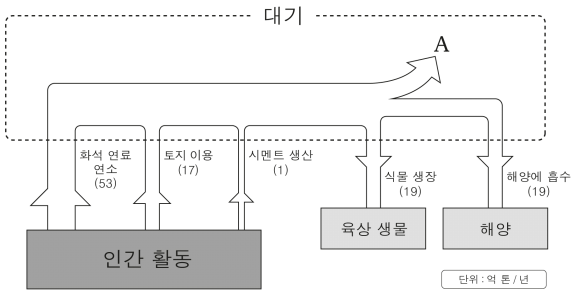 대기
A
화석 연료
연소
(53)
토지 이용
(17)
시멘트 생산
(1)
식물 생장
(19)
해양에 흡수
(19)
인간 활동
육상 생물
해양
단위 : 억 톤 / 년